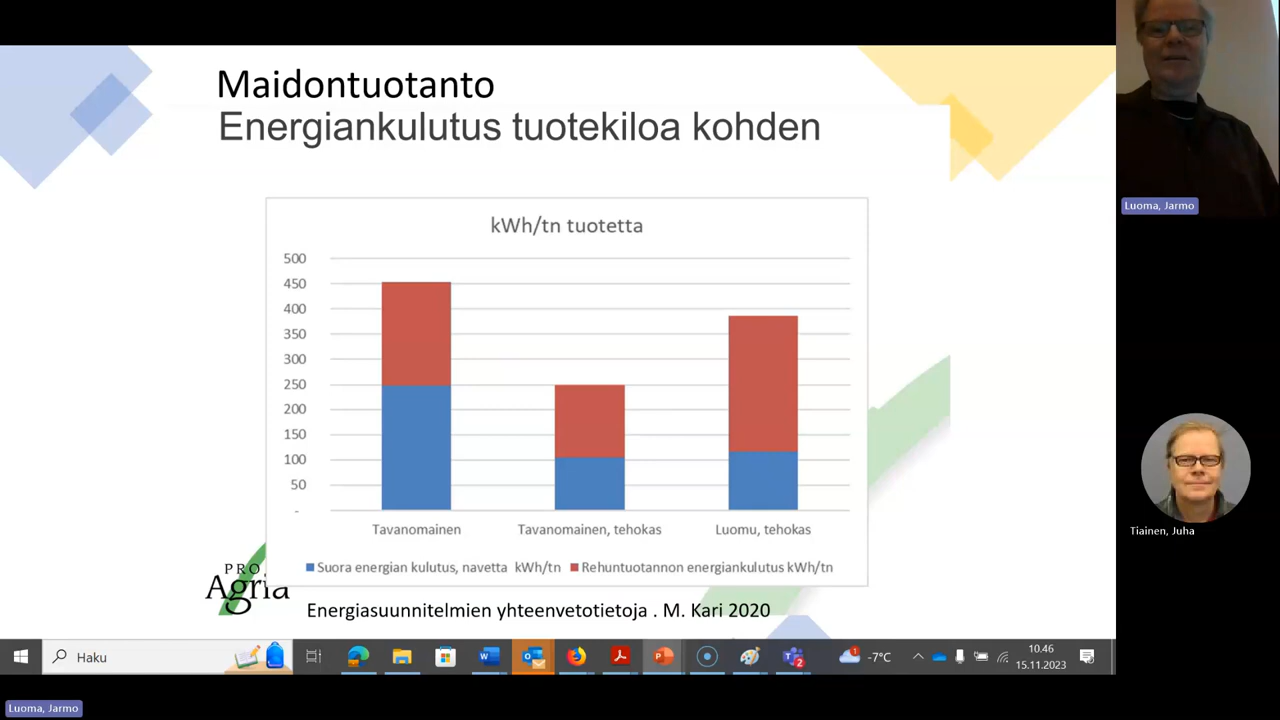 Maidontuotanto
Energiankulutus tuotekiloa kohden
kWh/tn tuotetta
500
450
400
350
300
250
200
150
100
50
-
Tavanomainen
Tavanomainen, tehokas
Luomu, tehokas
Suora energian kulutus, navetta kWh/tn
Rehuntuotannon energiankulutus kWh/tn
PRO
Agria
Energiasuunnitelmien yhteenvetotietoja . M. Kari 2020
Luoma, Jarmo
Tiainen, Juha
Haku
1
2
-7°C
10.46
15.11.2023
Luoma, Jarmo